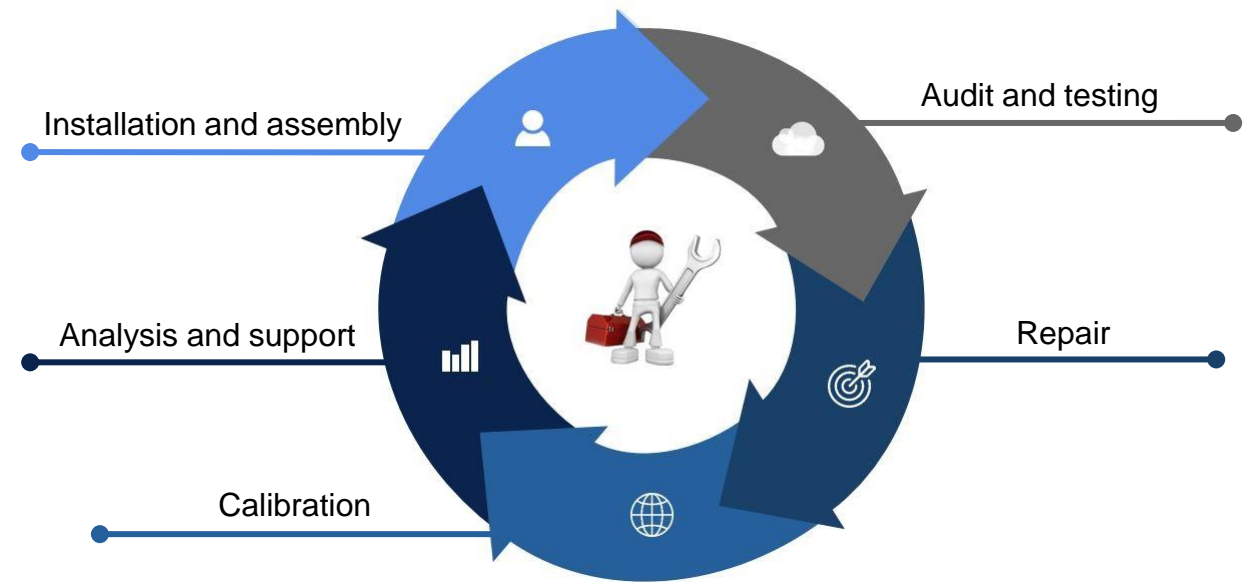 Installation and assembly
Audit and testing
Analysis and support
Repair
Calibration